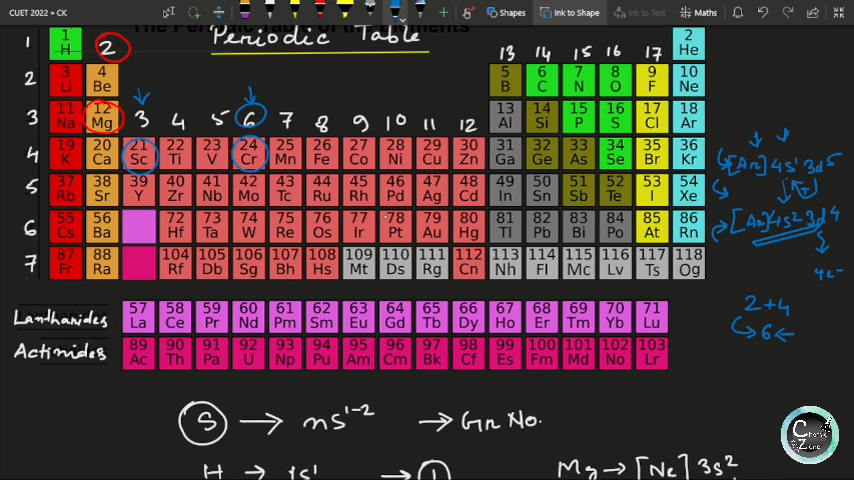 CUET 2022 > CK
Shapes
Ink to Shape
Ink to Text
Maths
The Periodic Table of the Elements
Periodic Table
1 2 13 14 15 16 17
1 H 2 He
2 3 Li 4 Be 5 B 6 C 7 N 8 O 9 F 10 Ne
3 11 Na 12 Mg 3 4 5 6 7 8 9 10 11 12 13 Al 14 Si 15 P 16 S 17 Cl 18 Ar
4 19 K 20 Ca 21 Sc 22 Ti 23 V 24 Cr 25 Mn 26 Fe 27 Co 28 Ni 29 Cu 30 Zn 31 Ga 32 Ge 33 As 34 Se 35 Br 36 Kr
5 37 Rb 38 Sr 39 Y 40 Zr 41 Nb 42 Mo 43 Tc 44 Ru 45 Rh 46 Pd 47 Ag 48 Cd 49 In 50 Sn 51 Sb 52 Te 53 I 54 Xe
6 55 Cs 56 Ba 72 Hf 73 Ta 74 W 75 Re 76 Os 77 Ir 78 Pt 79 Au 80 Hg 81 Tl 82 Pb 83 Bi 84 Po 85 At 86 Rn
7 87 Fr 88 Ra 104 Rf 105 Db 106 Sg 107 Bh 108 Hs 109 Mt 110 Ds 111 Rg 112 Cn 113 Nh 114 Fl 115 Mc 116 Lv 117 Ts 118 Og
Lanthanides 57 La 58 Ce 59 Pr 60 Nd 61 Pm 62 Sm 63 Eu 64 Gd 65 Tb 66 Dy 67 Ho 68 Er 69 Tm 70 Yb 71 Lu
Actinides 89 Ac 90 Th 91 Pa 92 U 93 Np 94 Pu 95 Am 96 Cm 97 Bk 98 Cf 99 Es 100 Fm 101 Md 102 No 103 Lr
[Ar] 4s¹ 3d⁵
[Ar] 4s² 3d⁴
4e⁻
2+4
6
S → ns¹⁻² → Gr No.
H → 1s¹ → 1
Mg → [Ne] 3s²